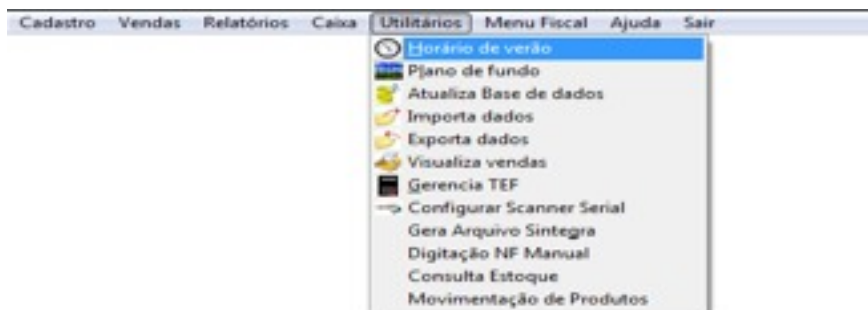 Cadastro Vendas Relatórios Caixa Utilitários Menu Fiscal Ajuda Sair
Horário de verão
Plano de fundo
Atualiza Base de dados
Importa dados
Exporta dados
Visualiza vendas
Gerencia TEF
Configurar Scanner Serial
Gera Arquivo Sintegra
Digitação NF Manual
Consulta Estoque
Movimentação de Produtos